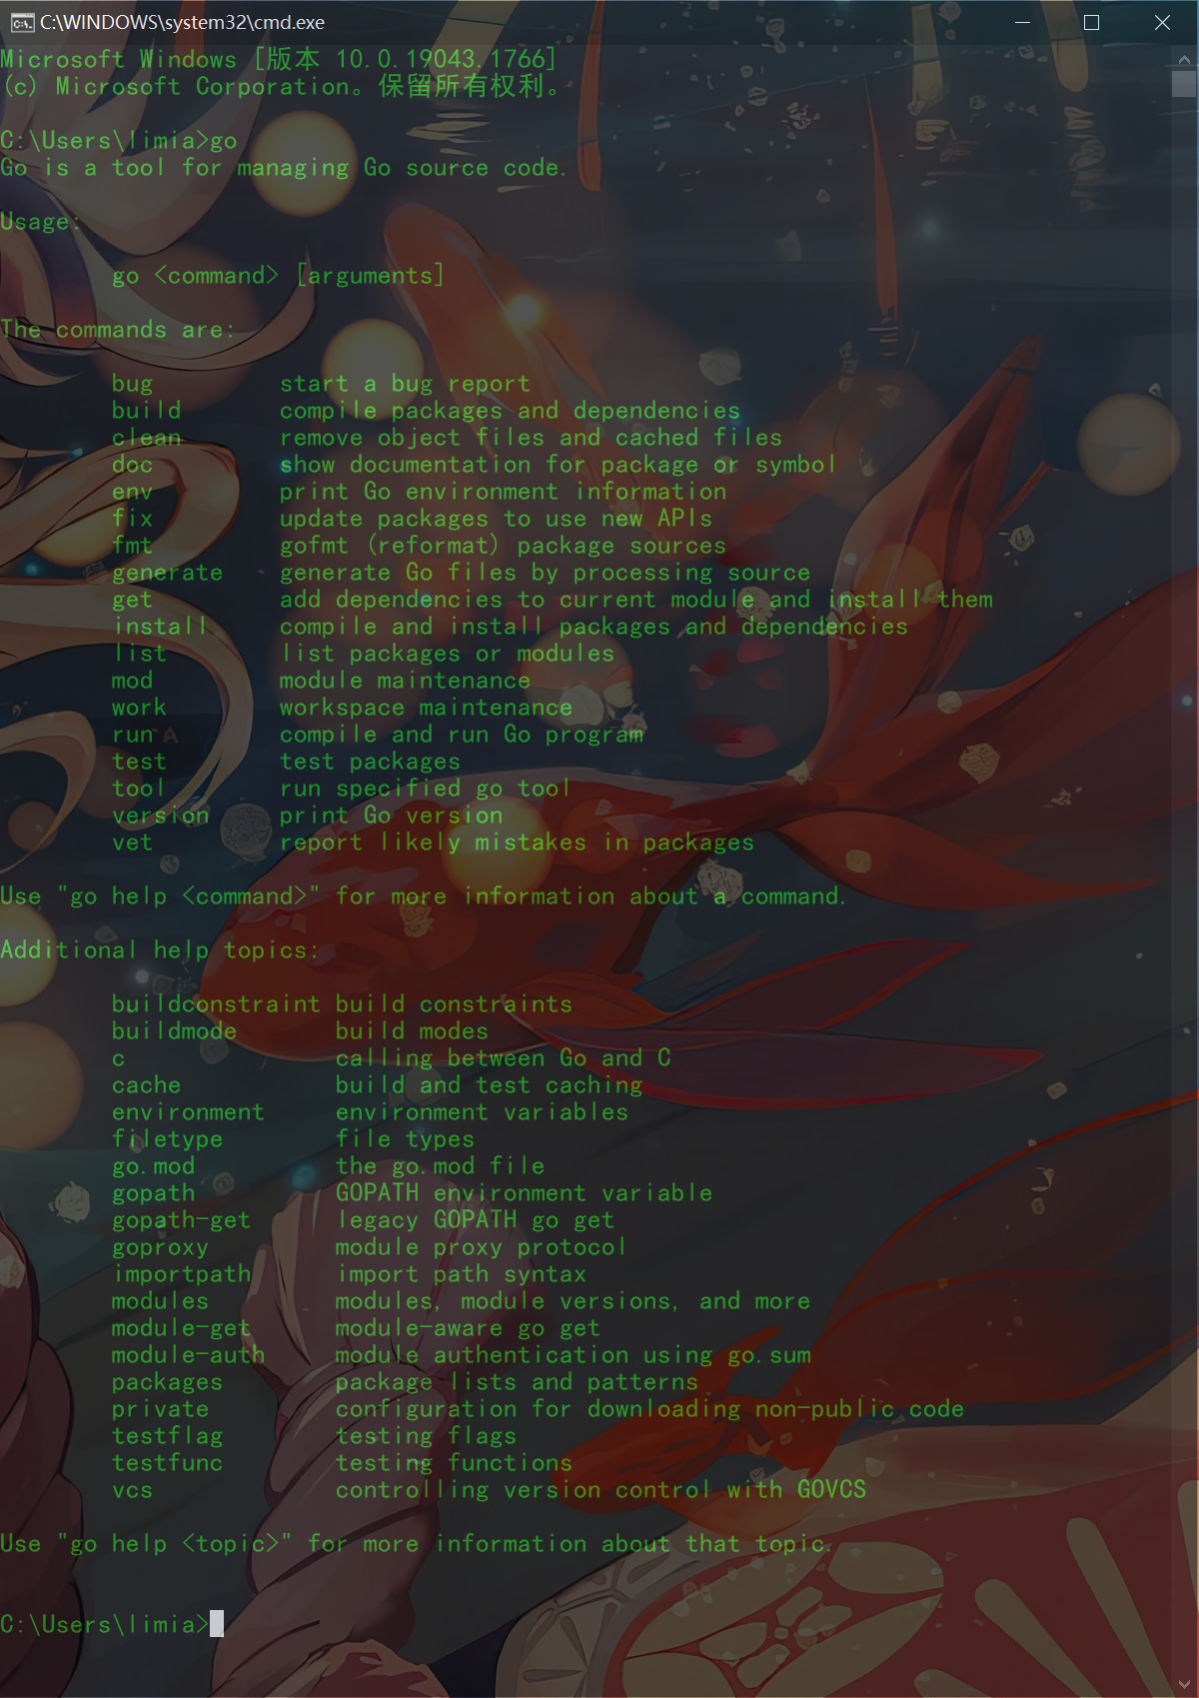 C:\WINDOWS\system32\cmd.exe
Microsoft Windows [版本 10.0.19043.1766]
(c) Microsoft Corporation。保留所有权利。
C:\Users\limia>go
Go is a tool for managing Go source code.
Usage:
go <command> [arguments]
The commands are:
bug start a bug report
build compile packages and dependencies
clean remove object files and cached files
doc show documentation for package or symbol
env print Go environment information
fix update packages to use new APIs
fmt gofmt (reformat) package sources
generate generate Go files by processing source
get add dependencies to current module and install them
install compile and install packages and dependencies
list list packages or modules
mod module maintenance
work workspace maintenance
run compile and run Go program
test test packages
tool run specified go tool
version print Go version
vet report likely mistakes in packages
Use "go help <command>" for more information about a command.
Additional help topics:
buildconstraint build constraints
buildmode build modes
c calling between Go and C
cache build and test caching
environment environment variables
filetype file types
go.mod the go.mod file
gopath GOPATH environment variable
gopath-get legacy GOPATH go get
goproxy module proxy protocol
importpath import path syntax
modules modules, module versions, and more
module-get module-aware go get
module-auth module authentication using go.sum
packages package lists and patterns
private configuration for downloading non-public code
testflag testing flags
testfunc testing functions
vcs controlling version control with GOVCS
Use "go help <topic>" for more information about that topic.
C:\Users\limia>